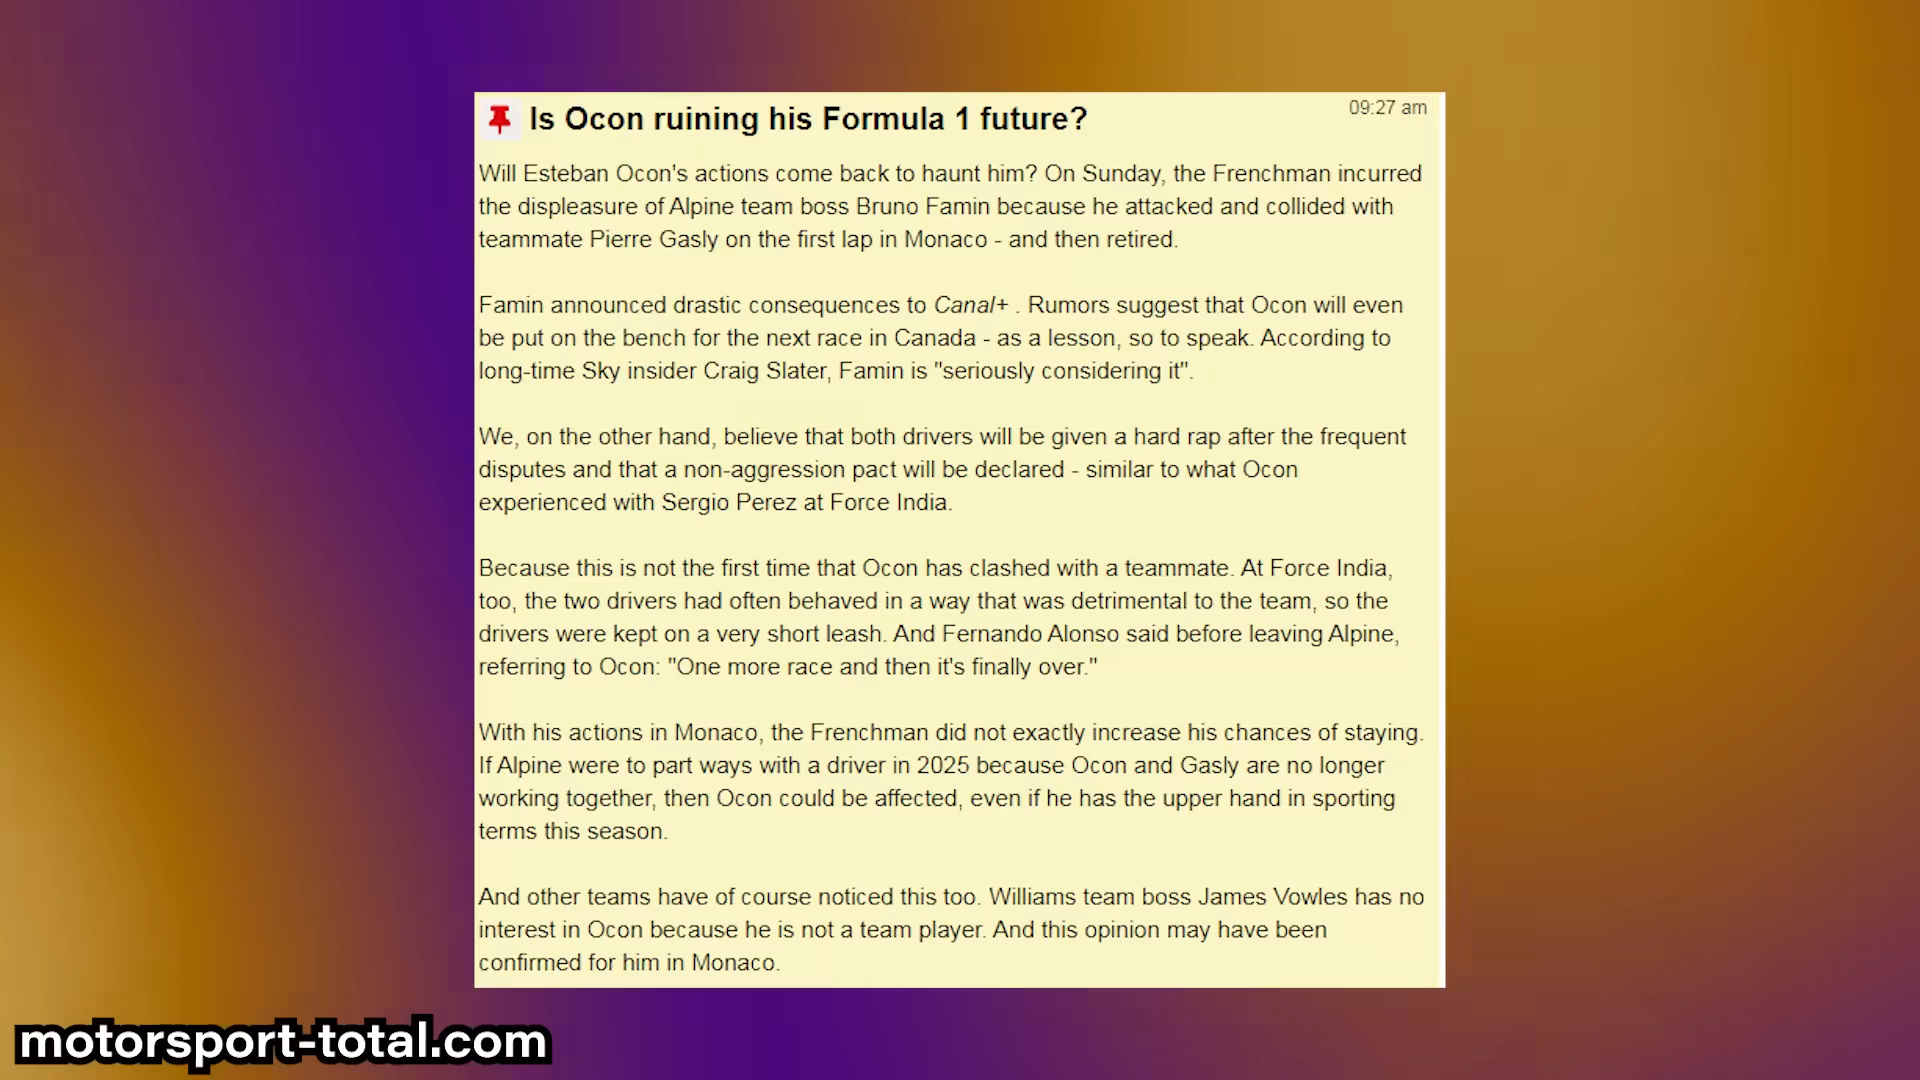 Is Ocon ruining his Formula 1 future?
09:27 am
Will Esteban Ocon's actions come back to haunt him? On Sunday, the Frenchman incurred
the displeasure of Alpine team boss Bruno Famin because he attacked and collided with
teammate Pierre Gasly on the first lap in Monaco - and then retired.
Famin announced drastic consequences to Canal+ . Rumors suggest that Ocon will even
be put on the bench for the next race in Canada - as a lesson, so to speak. According to
long-time Sky insider Craig Slater, Famin is "seriously considering it".
We, on the other hand, believe that both drivers will be given a hard rap after the frequent
disputes and that a non-aggression pact will be declared - similar to what Ocon
experienced with Sergio Perez at Force India.
Because this is not the first time that Ocon has clashed with a teammate. At Force India,
too, the two drivers had often behaved in a way that was detrimental to the team, so the
drivers were kept on a very short leash. And Fernando Alonso said before leaving Alpine,
referring to Ocon: "One more race and then it's finally over."
With his actions in Monaco, the Frenchman did not exactly increase his chances of staying.
If Alpine were to part ways with a driver in 2025 because Ocon and Gasly are no longer
working together, then Ocon could be affected, even if he has the upper hand in sporting
terms this season.
And other teams have of course noticed this too. Williams team boss James Vowles has no
interest in Ocon because he is not a team player. And this opinion may have been
confirmed for him in Monaco.
motorsport-total.com